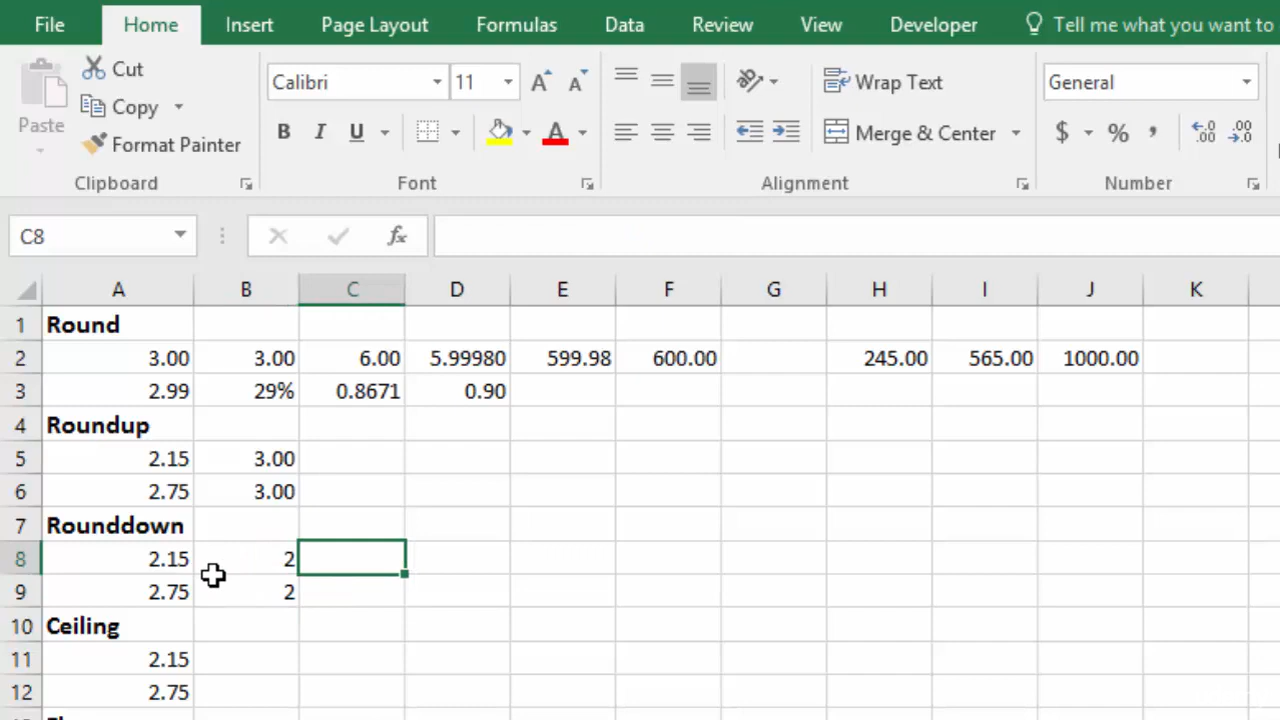 File Home Insert Page Layout Formulas Data Review View Developer Tell me what you want to
Cut
Copy
Format Painter
Paste
Clipboard
Calibri 11
B I U A
Font
Wrap Text
Merge & Center
Alignment
General
$ % , .00 .00
Number
C8 fx
A B C D E F G H I J K
1 Round
2 3.00 3.00 6.00 5.99980 599.98 600.00 245.00 565.00 1000.00
3 2.99 29% 0.8671 0.90
4 Roundup
5 2.15 3.00
6 2.75 3.00
7 Rounddown
8 2.15 2
9 2.75 2
10 Ceiling
11 2.15
12 2.75